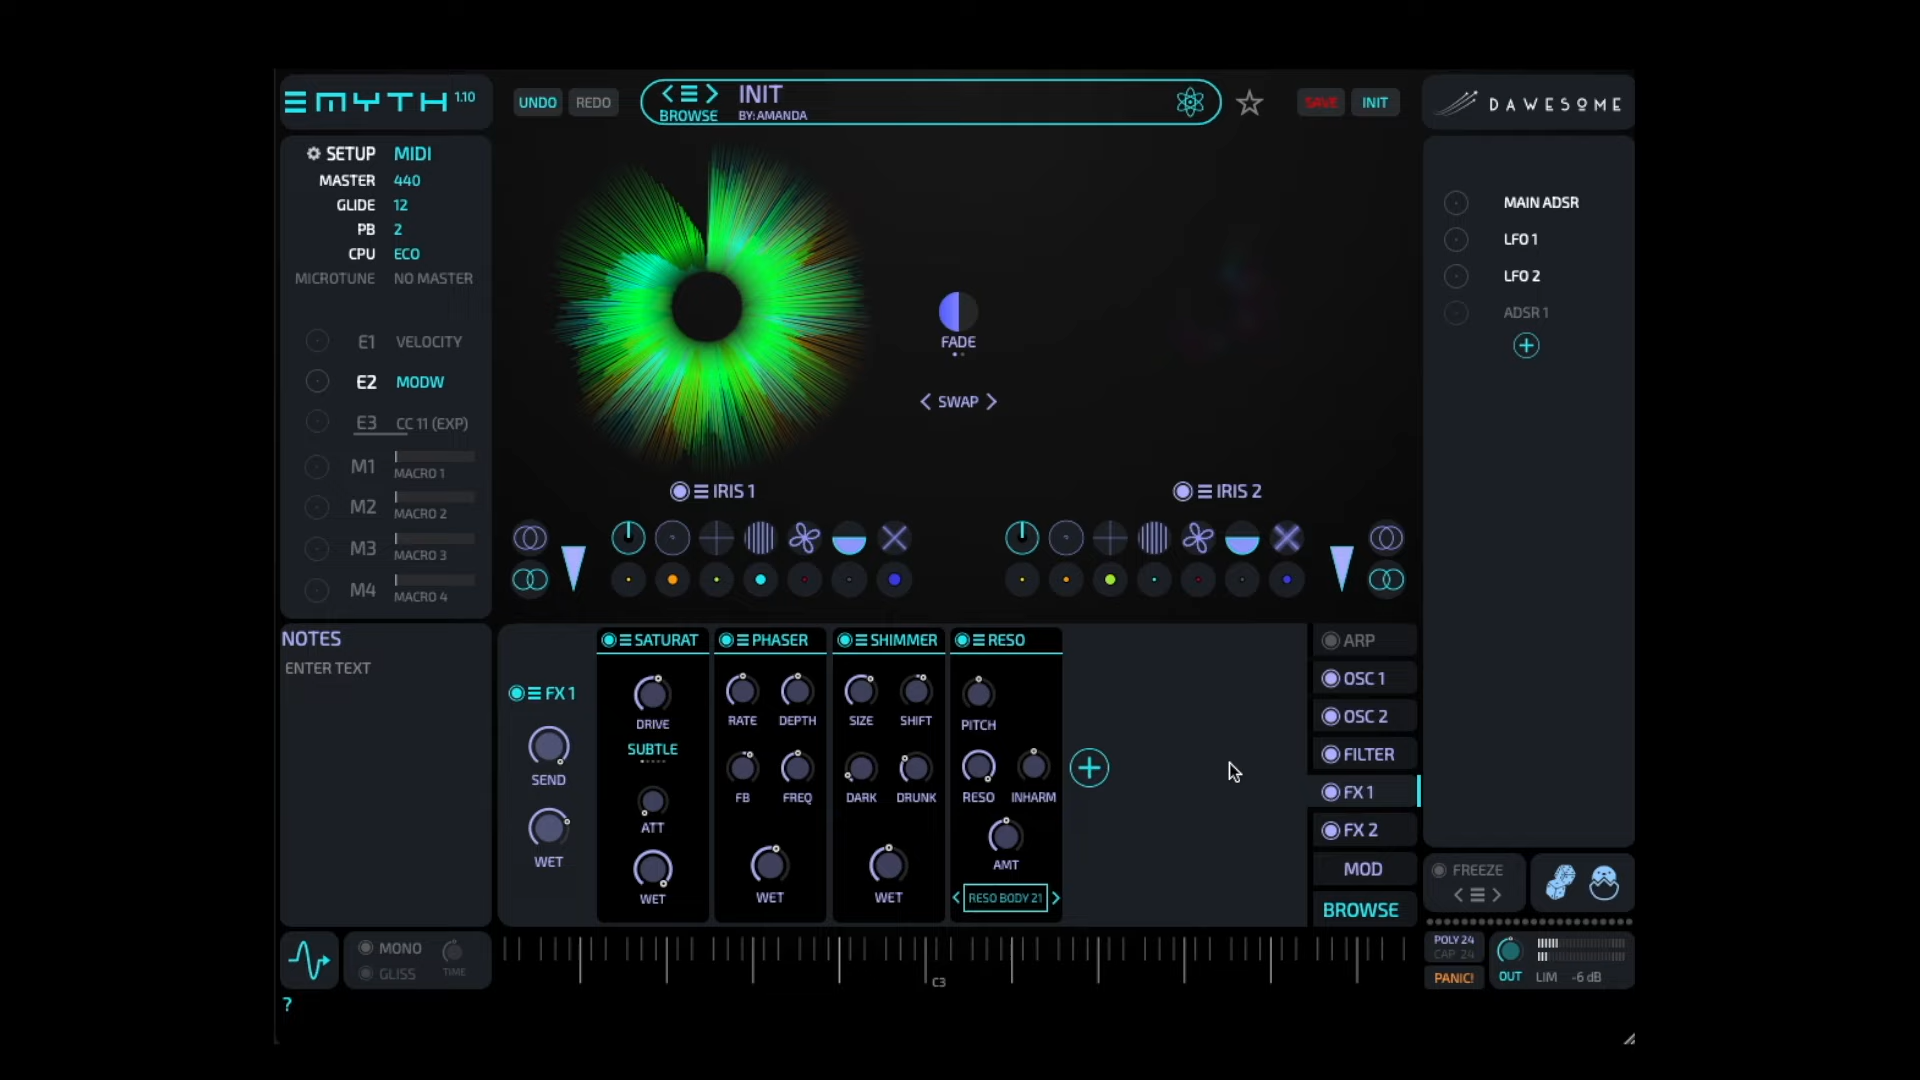 MYTH 1.10
UNDO
REDO
BROWSE
INIT
BY: AMANDA
SAVE
INIT
DAWESOME
SETUP MIDI
MASTER 440
GLIDE 12
PB 2
CPU ECO
MICROTUNE NO MASTER
E1 VELOCITY
E2 MODW
E3 CC 11 (EXP)
M1 MACRO 1
M2 MACRO 2
M3 MACRO 3
M4 MACRO 4
FADE
SWAP
IRIS 1
IRIS 2
MAIN ADSR
LFO 1
LFO 2
ADSR 1
NOTES
ENTER TEXT
FX 1
SEND
WET
SATURAT
DRIVE
SUBTLE
ATT
WET
PHASER
RATE DEPTH
FB FREQ
WET
SHIMMER
SIZE SHIFT
DARK DRUNK
WET
RESO
PITCH
RESO INHARM
AMT
RESO BODY 21
ARP
OSC 1
OSC 2
FILTER
FX 1
FX 2
MOD
BROWSE
FREEZE
MONO
GLISS
TIME
C3
POLY 24
CAP 24
PANIC!
OUT LIM -6 dB
?